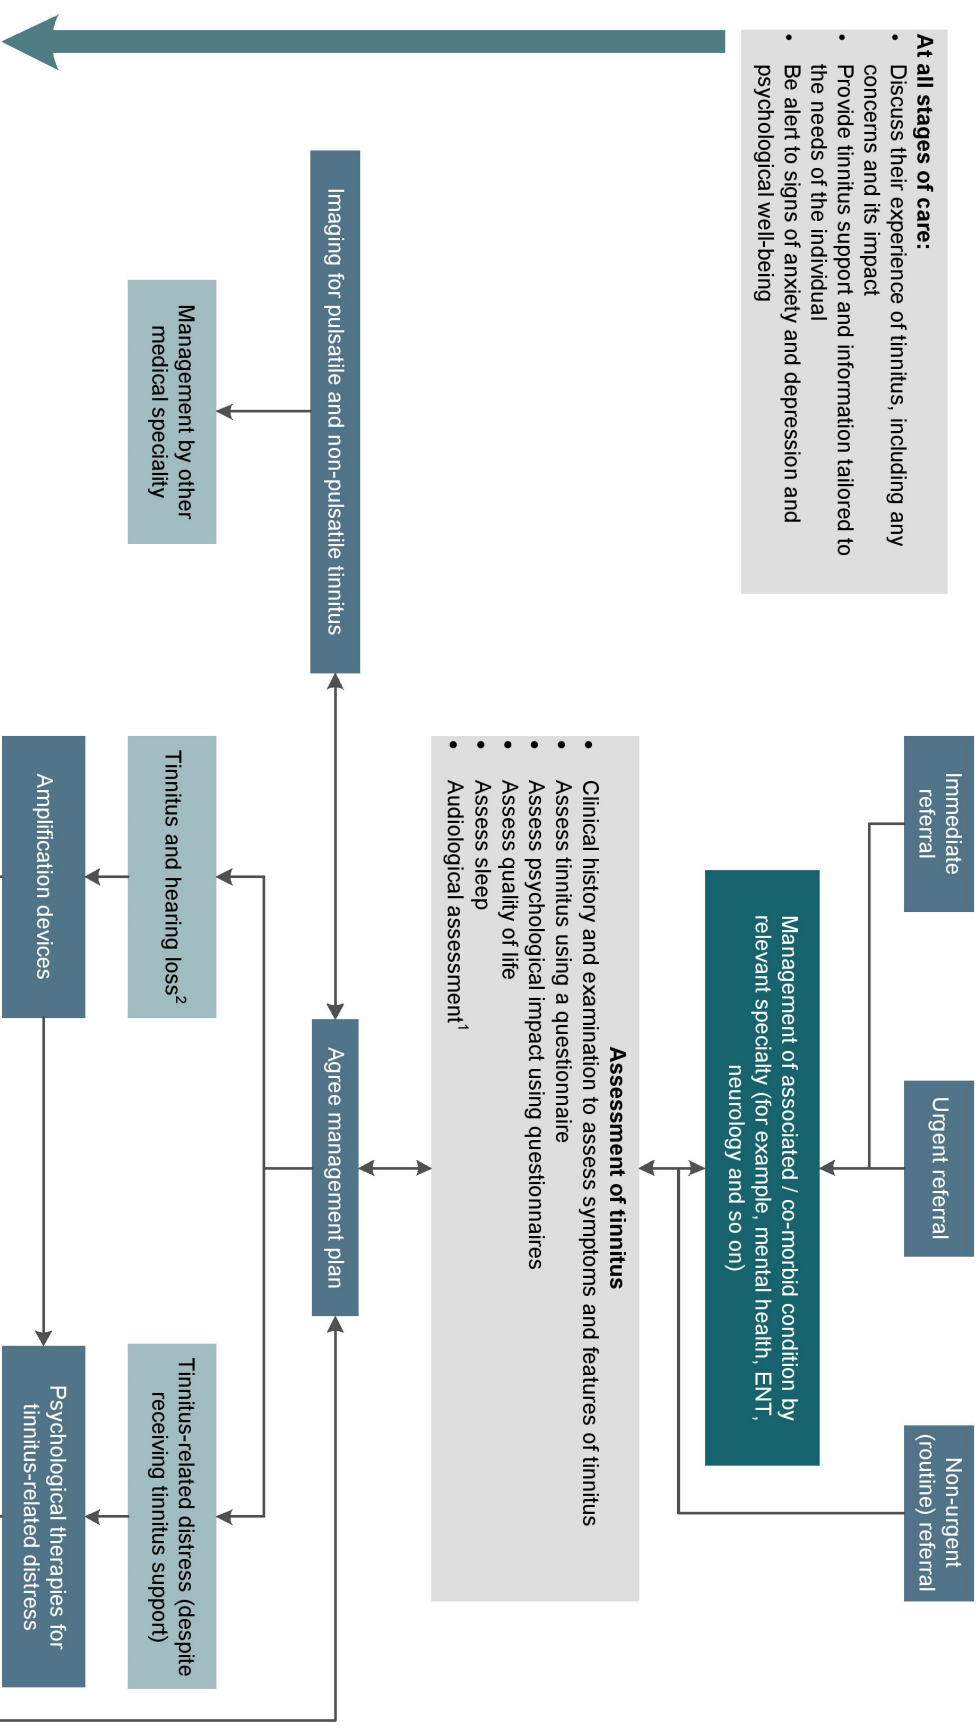 At all stages of care:
• Discuss their experience of tinnitus, including any
concerns and its impact
• Provide tinnitus support and information tailored to
the needs of the individual
• Be alert to signs of anxiety and depression and
psychological well-being
Immediate
referral
Urgent referral
Non-urgent
(routine) referral
Management of associated / co-morbid condition by
relevant specialty (for example, mental health, ENT,
neurology and so on)
Assessment of tinnitus
• Clinical history and examination to assess symptoms and features of tinnitus
• Assess tinnitus using a questionnaire
• Assess psychological impact using questionnaires
• Assess quality of life
• Assess sleep
• Audiological assessment¹
Imaging for pulsatile and non-pulsatile tinnitus
Agree management plan
Management by other
medical speciality
Tinnitus and hearing loss²
Tinnitus-related distress (despite
receiving tinnitus support)
Amplification devices
Psychological therapies for
tinnitus-related distress